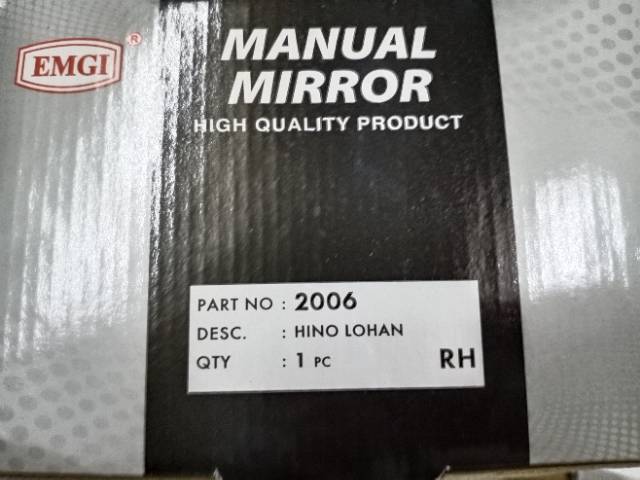 EMGI ®
MANUAL
MIRROR
HIGH QUALITY PRODUCT
PART NO : 2006
DESC. : HINO LOHAN
QTY : 1 PC RH